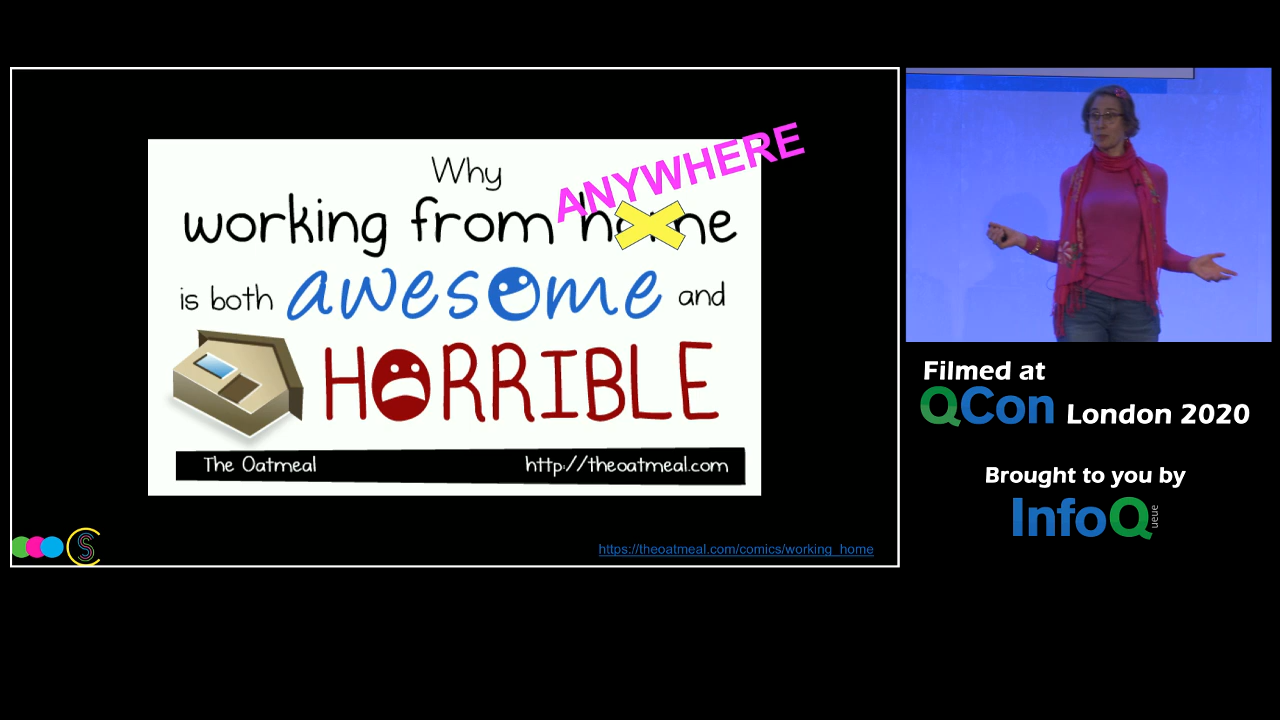 Why
ANYWHERE
working from home
is both awesome and
HORRIBLE
The Oatmeal http://theoatmeal.com
https://theoatmeal.com/comics/working_home
Filmed at
QCon London 2020
Brought to you by
InfoQueue